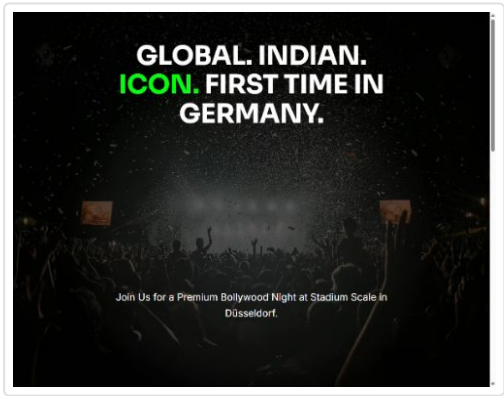 GLOBAL. INDIAN.
ICON. FIRST TIME IN
GERMANY.
Join Us for a Premium Bollywood Night at Stadium Scale in
Düsseldorf.